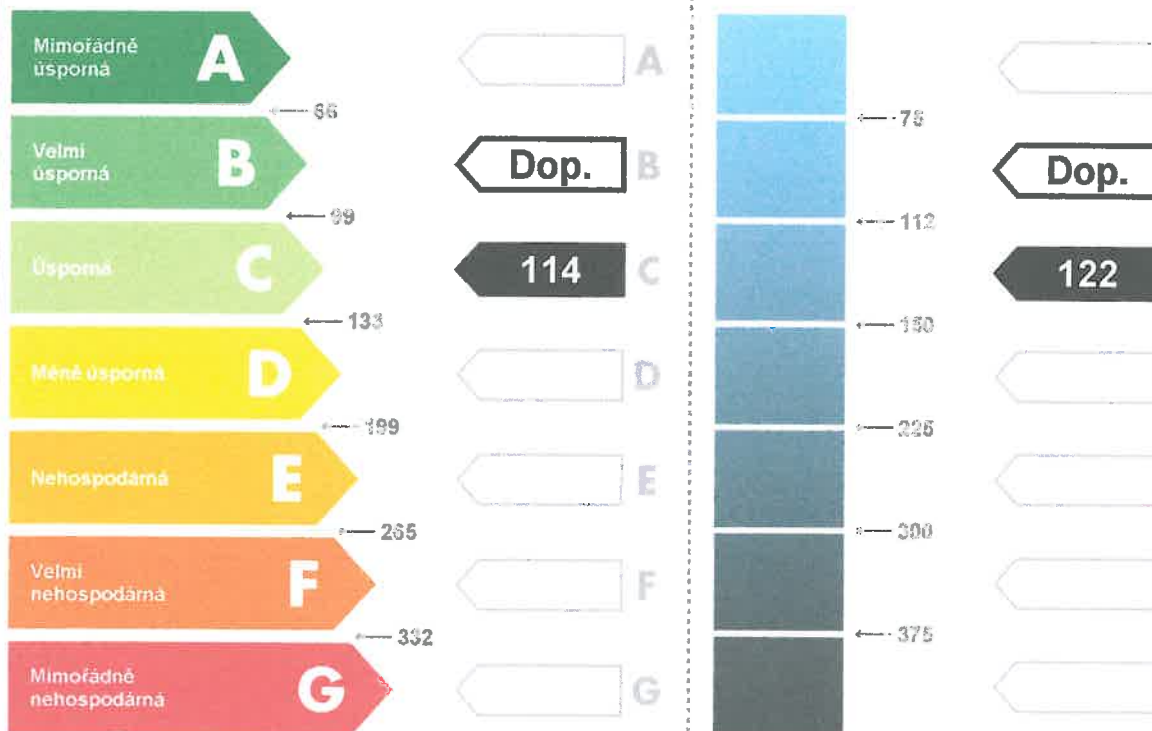 Mimořádně
úsporná
A
A
66
75
Velmi
úsporná
B
Dop.
B
Dop.
99
112
Úsporná
C
114
C
122
133
150
Méně úsporná
D
D
199
225
Nehospodárná
E
E
265
300
Velmi
nehospodárná
F
F
332
375
Mimořádně
nehospodárná
G
G